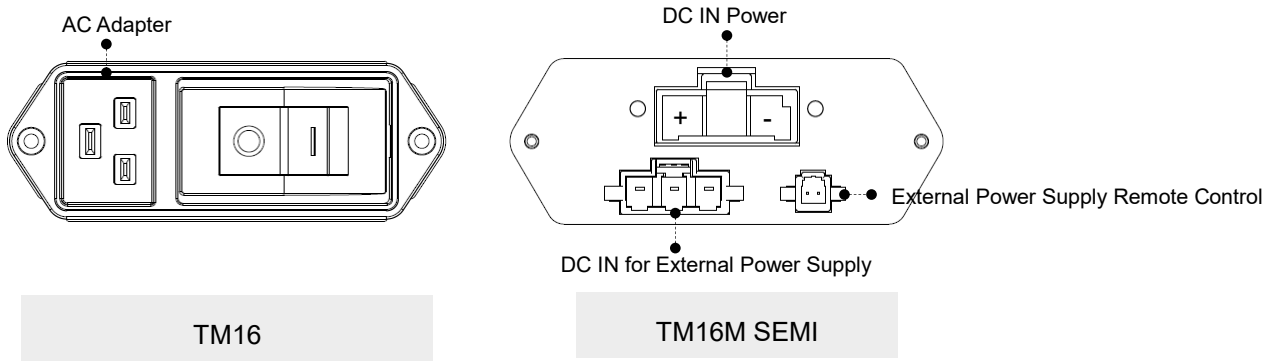 AC Adapter
DC IN Power
+ -
- - -
External Power Supply Remote Control
DC IN for External Power Supply
TM16
TM16M SEMI